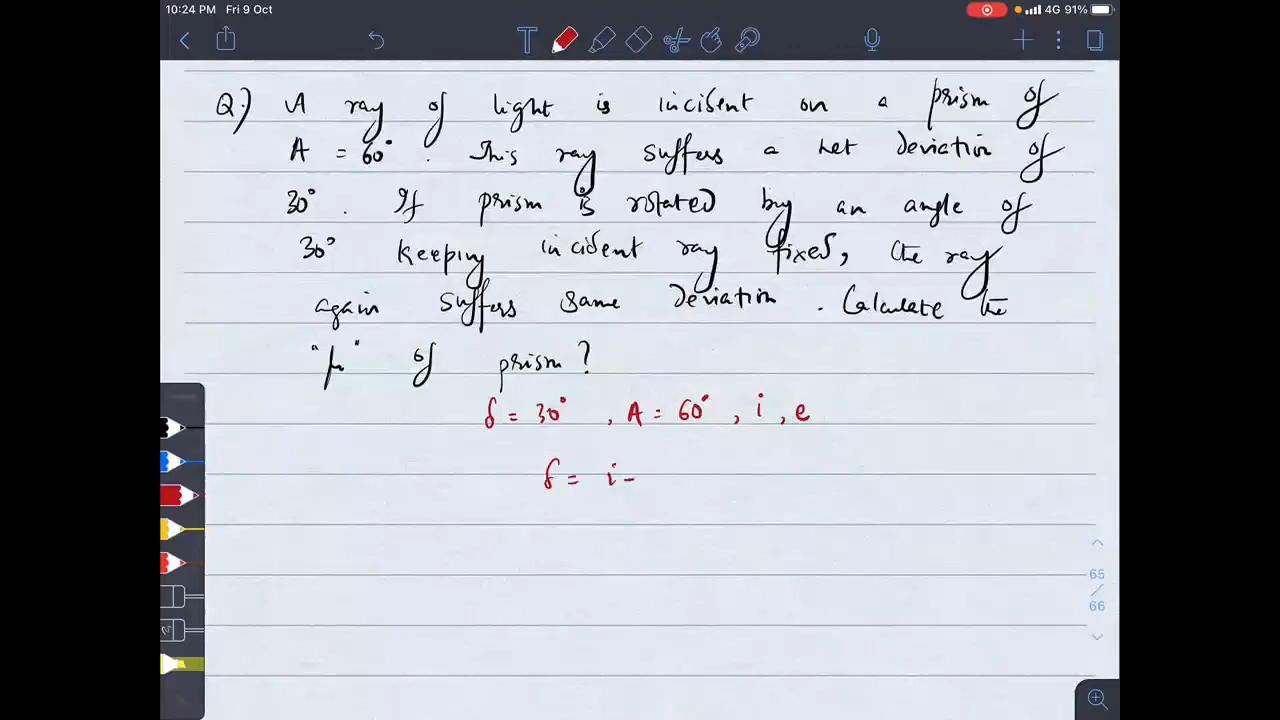 10:24 PM Fri 9 Oct
4G 91%
T
Q.) A ray of light is incident on a prism of
A = 60°. This ray suffers a net deviation of
30°. If prism is rotated by an angle of
30° keeping incident ray fixed, the ray
again suffers same deviation. Calculate the
"μ" of prism?
δ = 30°, A = 60°, i, e
δ = i -
65
/
66